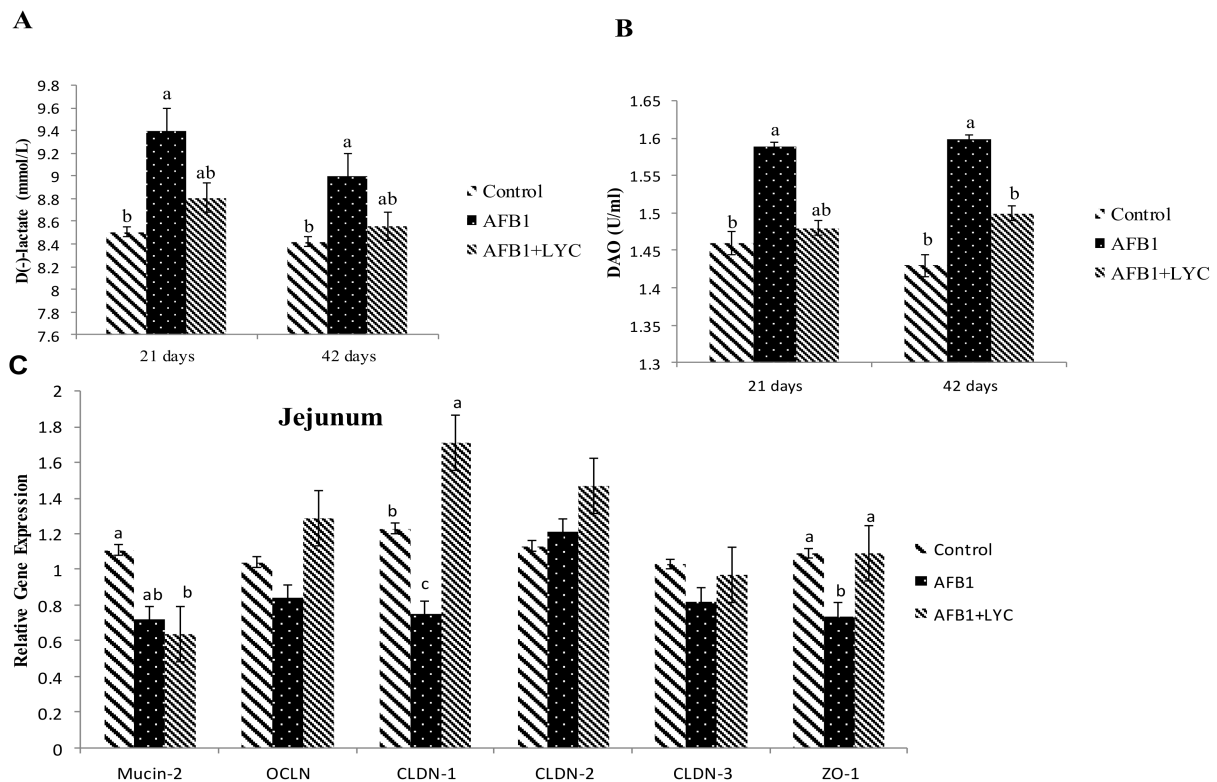 A
D(-)-lactate (mmol/L)
9.8
9.6
9.4
9.2
9
8.8
8.6
8.4
8.2
8
7.8
7.6
b
a
ab
b
a
ab
21 days
42 days
Control
AFB1
AFB1+LYC
B
DAO (U/ml)
1.65
1.6
1.55
1.5
1.45
1.4
1.35
1.3
b
a
ab
b
a
b
21 days
42 days
Control
AFB1
AFB1+LYC
C
Jejunum
Relative Gene Expression
2
1.8
1.6
1.4
1.2
1
0.8
0.6
0.4
0.2
0
a
ab
b
b
c
a
a
b
a
Mucin-2
OCLN
CLDN-1
CLDN-2
CLDN-3
ZO-1
Control
AFB1
AFB1+LYC